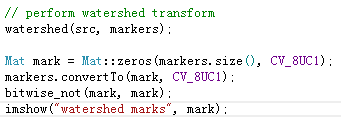 // perform watershed transform
watershed(src, markers);
Mat mark = Mat::zeros(markers.size(), CV_8UC1);
markers.convertTo(mark, CV_8UC1);
bitwise_not(mark, mark);
imshow("watershed marks", mark);